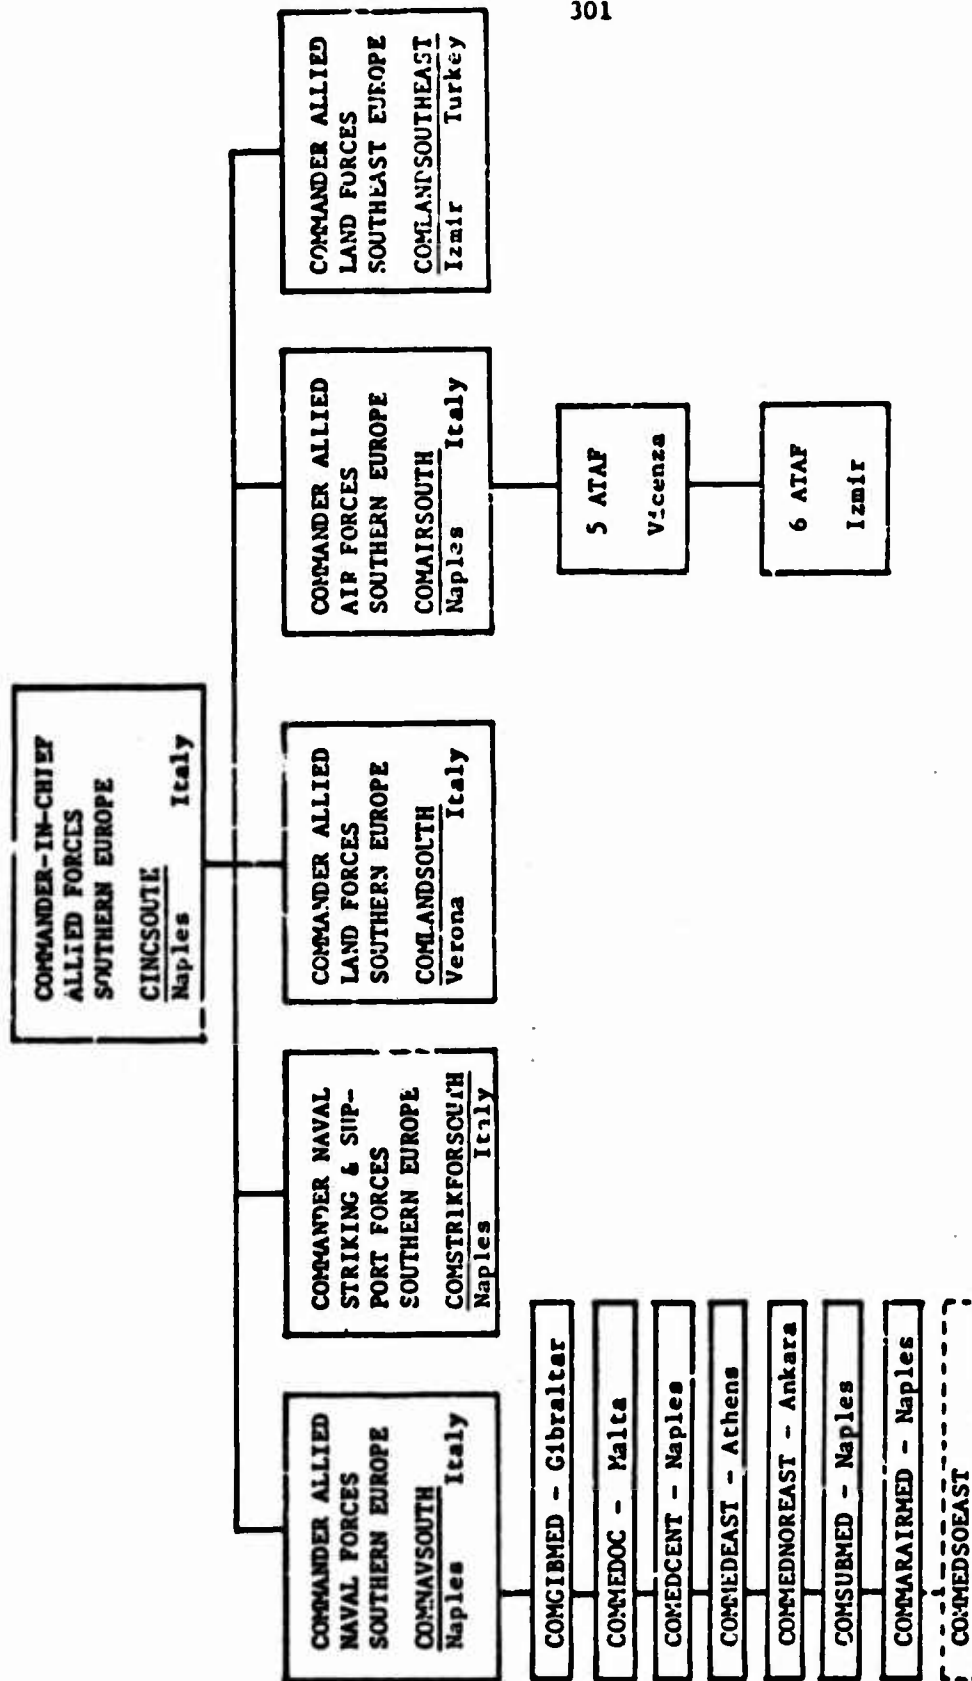 301
COMMANDER-IN-CHIEF
ALLIED FORCES
SOUTHERN EUROPE
CINCSOUTE
Naples Italy
COMMANDER ALLIED
NAVAL FORCES
SOUTHERN EUROPE
COMNAVSOUTH
Naples Italy
COMGIBMED - Gibraltar
COMMEDOC - Malta
COMEDCENT - Naples
COMMEDEAST - Athens
COMMEDNOREAST - Ankara
COMSUBMED - Naples
COMMARAIRMED - Naples
COMMEDSOEAST
COMMANDER NAVAL
STRIKING & SUP-
PORT FORCES
SOUTHERN EUROPE
COMSTRIKFORSOUTH
Naples Italy
COMMANDER ALLIED
LAND FORCES
SOUTHERN EUROPE
COMLANDSOUTH
Verona Italy
COMMANDER ALLIED
AIR FORCES
SOUTHERN EUROPE
COMAIRSOUTH
Naples Italy
5 ATAF
Vicenza
6 ATAF
Izmir
COMMANDER ALLIED
LAND FORCES
SOUTHEAST EUROPE
COMLANDSOUTHEAST
Izmir Turkey